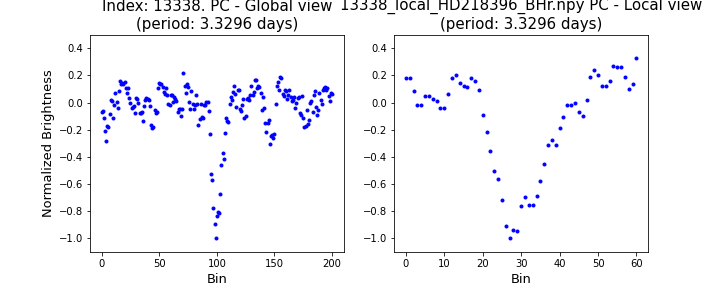 Index: 13338. PC - Global view
(period: 3.3296 days)
13338_local_HD218396_BHr.npy PC - Local view
(period: 3.3296 days)
Normalized Brightness
0.4
0.2
0.0
−0.2
−0.4
−0.6
−0.8
−1.0
0 50 100 150 200
Bin
0.4
0.2
0.0
−0.2
−0.4
−0.6
−0.8
−1.0
0 10 20 30 40 50 60
Bin